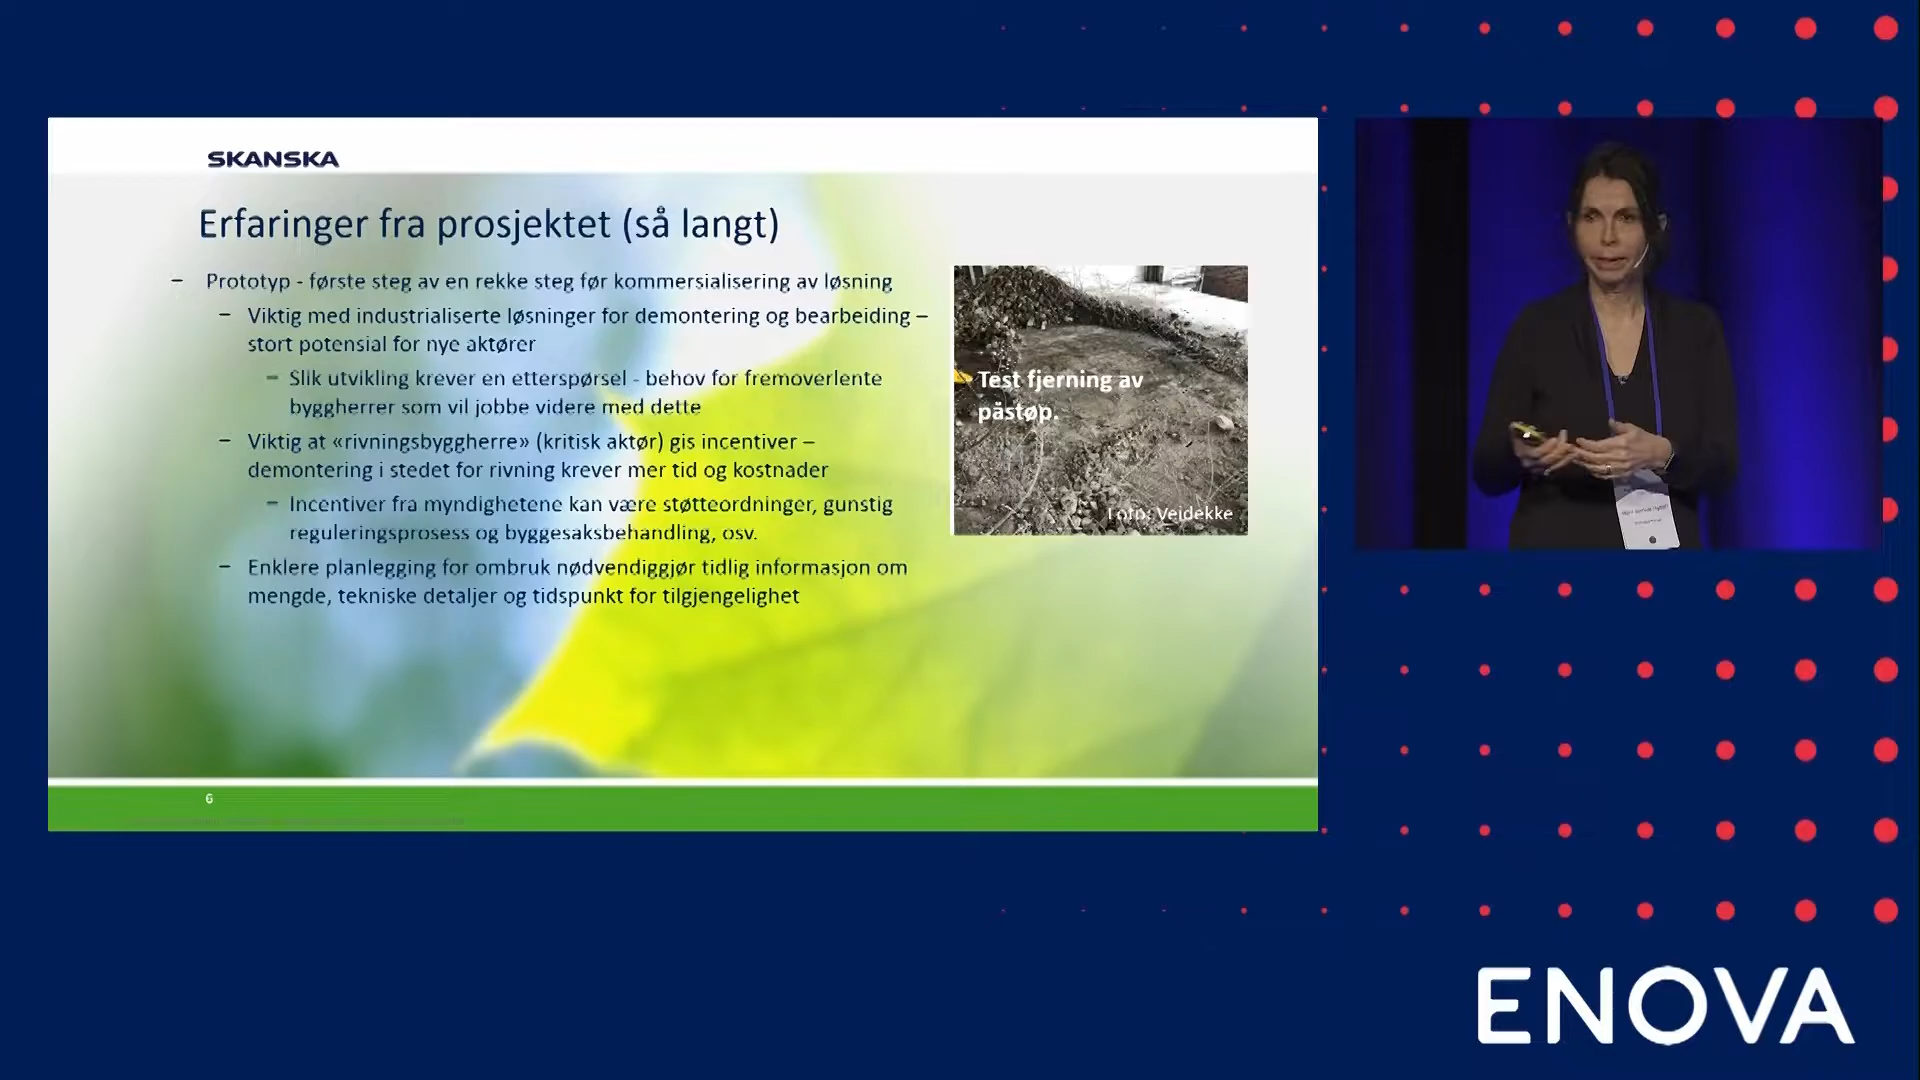 SKANSKA
Erfaringer fra prosjektet (så langt)
– Prototyp - første steg av en rekke steg før kommersialisering av løsning
– Viktig med industrialiserte løsninger for demontering og bearbeiding –
stort potensial for nye aktører
– Slik utvikling krever en etterspørsel - behov for fremoverlente
byggherrer som vil jobbe videre med dette
– Viktig at «rivningsbyggherre» (kritisk aktør) gis incentiver –
demontering i stedet for rivning krever mer tid og kostnader
– Incentiver fra myndighetene kan være støtteordninger, gunstig
reguleringsprosess og byggesaksbehandling, osv.
– Enklere planlegging for ombruk nødvendiggjør tidlig informasjon om
mengde, tekniske detaljer og tidspunkt for tilgjengelighet
Test fjerning av
påstøp.
Foto: Veidekke
6
ENOVA